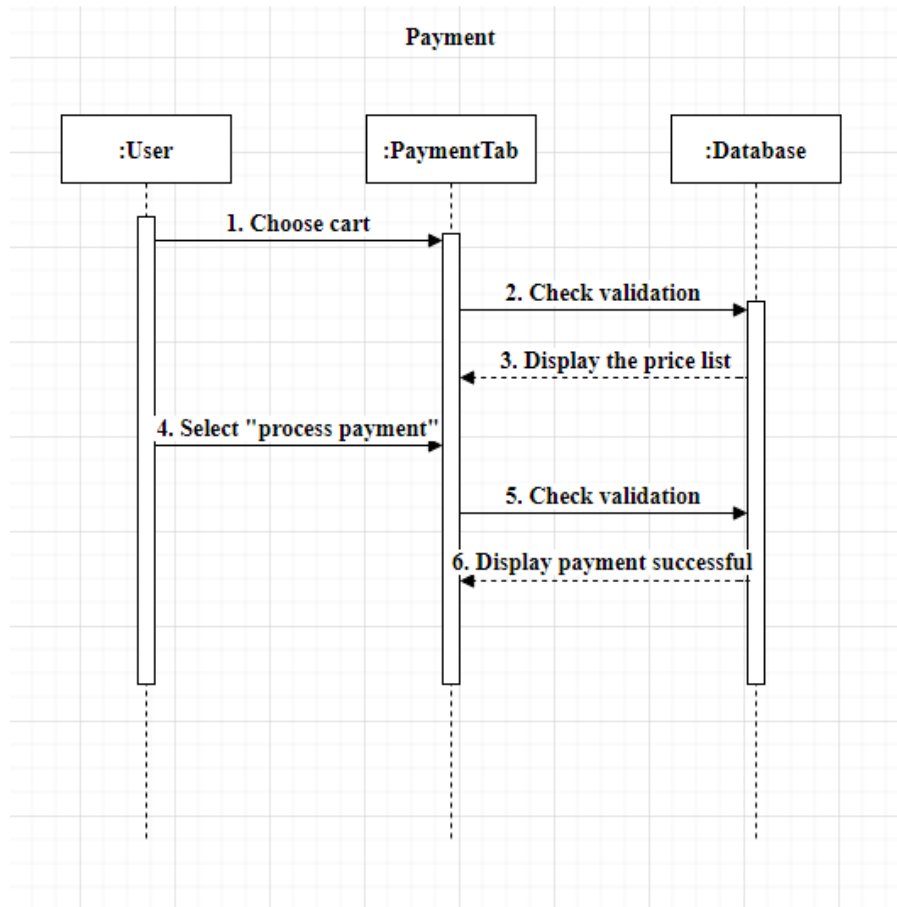 Payment
:User
:PaymentTab
:Database
1. Choose cart
2. Check validation
3. Display the price list
4. Select "process payment"
5. Check validation
6. Display payment successful